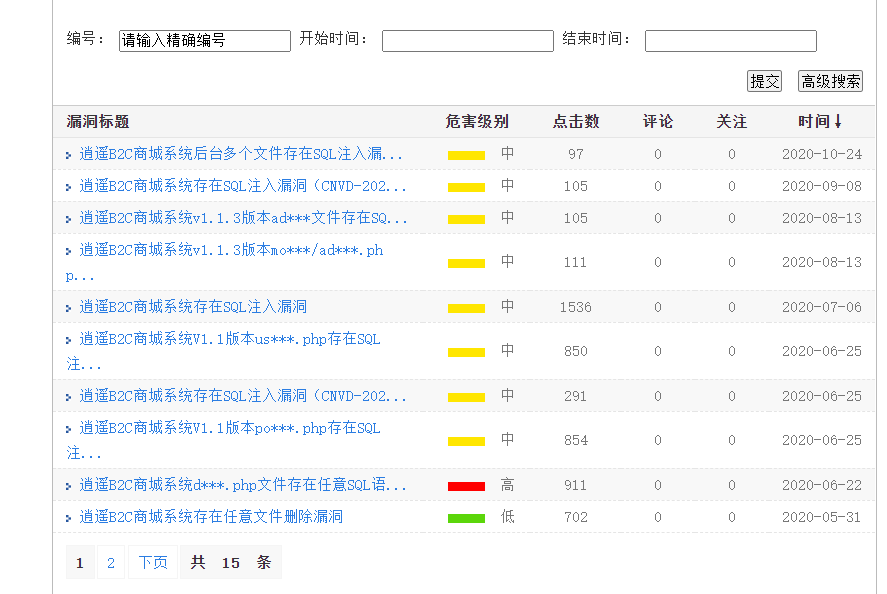 编号： 请输入精确编号 开始时间： 结束时间：
提交 高级搜索
漏洞标题 危害级别 点击数 评论 关注 时间↓
逍遥B2C商城系统后台多个文件存在SQL注入漏... 中 97 0 0 2020-10-24
逍遥B2C商城系统存在SQL注入漏洞（CNVD-202... 中 105 0 0 2020-09-08
逍遥B2C商城系统v1.1.3版本ad***文件存在SQ... 中 105 0 0 2020-08-13
逍遥B2C商城系统v1.1.3版本mo***/ad***.ph
p... 中 111 0 0 2020-08-13
逍遥B2C商城系统存在SQL注入漏洞 中 1536 0 0 2020-07-06
逍遥B2C商城系统V1.1版本us***.php存在SQL
注... 中 850 0 0 2020-06-25
逍遥B2C商城系统存在SQL注入漏洞（CNVD-202... 中 291 0 0 2020-06-25
逍遥B2C商城系统V1.1版本po***.php存在SQL
注... 中 854 0 0 2020-06-25
逍遥B2C商城系统d***.php文件存在任意SQL语... 高 911 0 0 2020-06-22
逍遥B2C商城系统存在任意文件删除漏洞 低 702 0 0 2020-05-31
1 2 下页 共 15 条